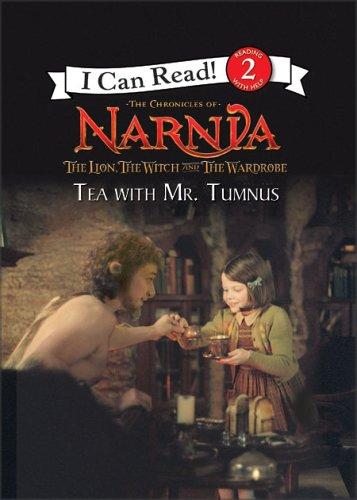 I Can Read!
READING
2
WITH HELP
· THE CHRONICLES OF ·
NARNIA
THE LION, THE WITCH AND THE WARDROBE
TEA WITH MR. TUMNUS